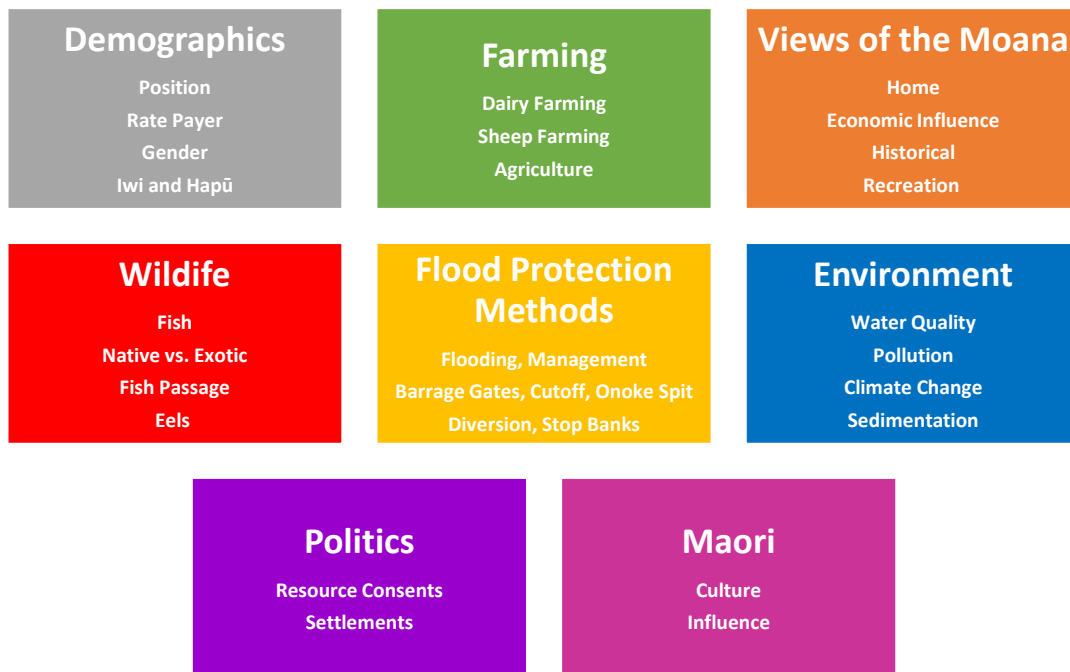 Demographics
Position
Rate Payer
Gender
Iwi and Hapū
Farming
Dairy Farming
Sheep Farming
Agriculture
Views of the Moana
Home
Economic Influence
Historical
Recreation
Wildife
Fish
Native vs. Exotic
Fish Passage
Eels
Flood Protection
Methods
Flooding, Management
Barrage Gates, Cutoff, Onoke Spit
Diversion, Stop Banks
Environment
Water Quality
Pollution
Climate Change
Sedimentation
Politics
Resource Consents
Settlements
Maori
Culture
Influence